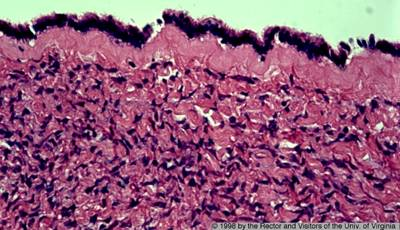 © 1998 by the Rector and Visitors of the Univ. of Virginia